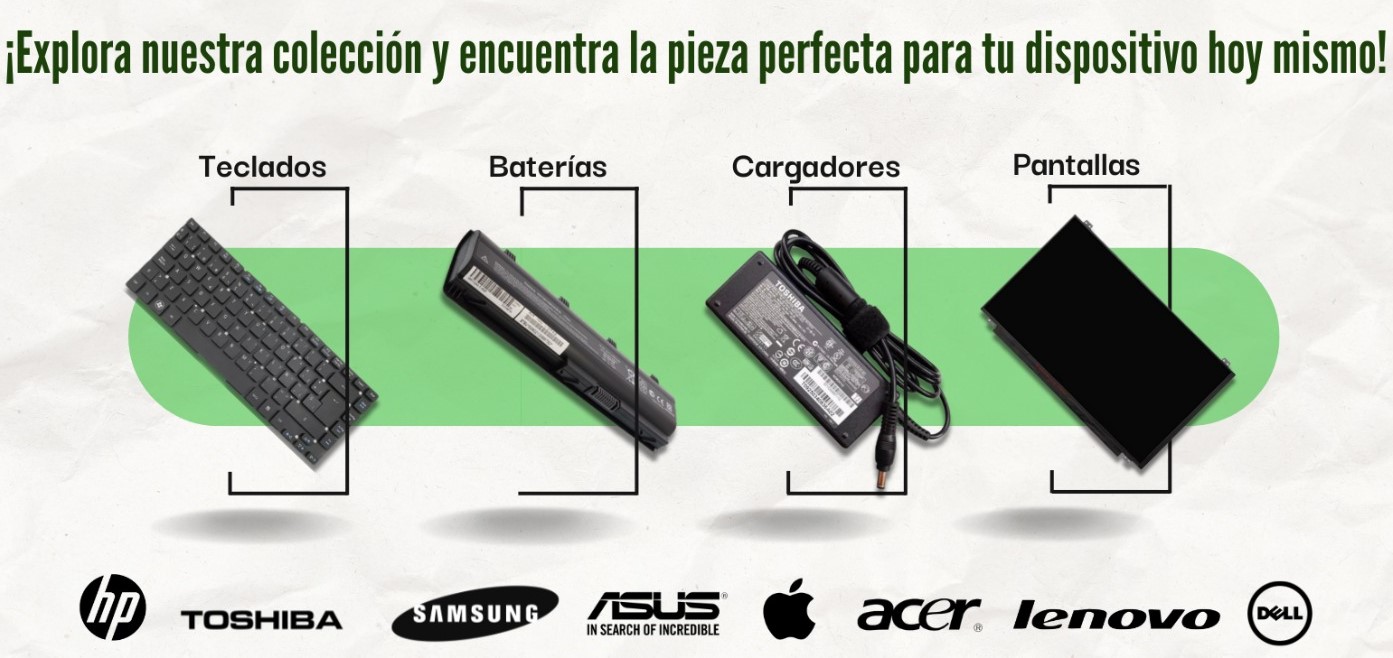 ¡Explora nuestra colección y encuentra la pieza perfecta para tu dispositivo hoy mismo!
Teclados
Baterías
Cargadores
Pantallas
TOSHIBA
hp
TOSHIBA
SAMSUNG
ASUS®
IN SEARCH OF INCREDIBLE
acer®
lenovo
DELL